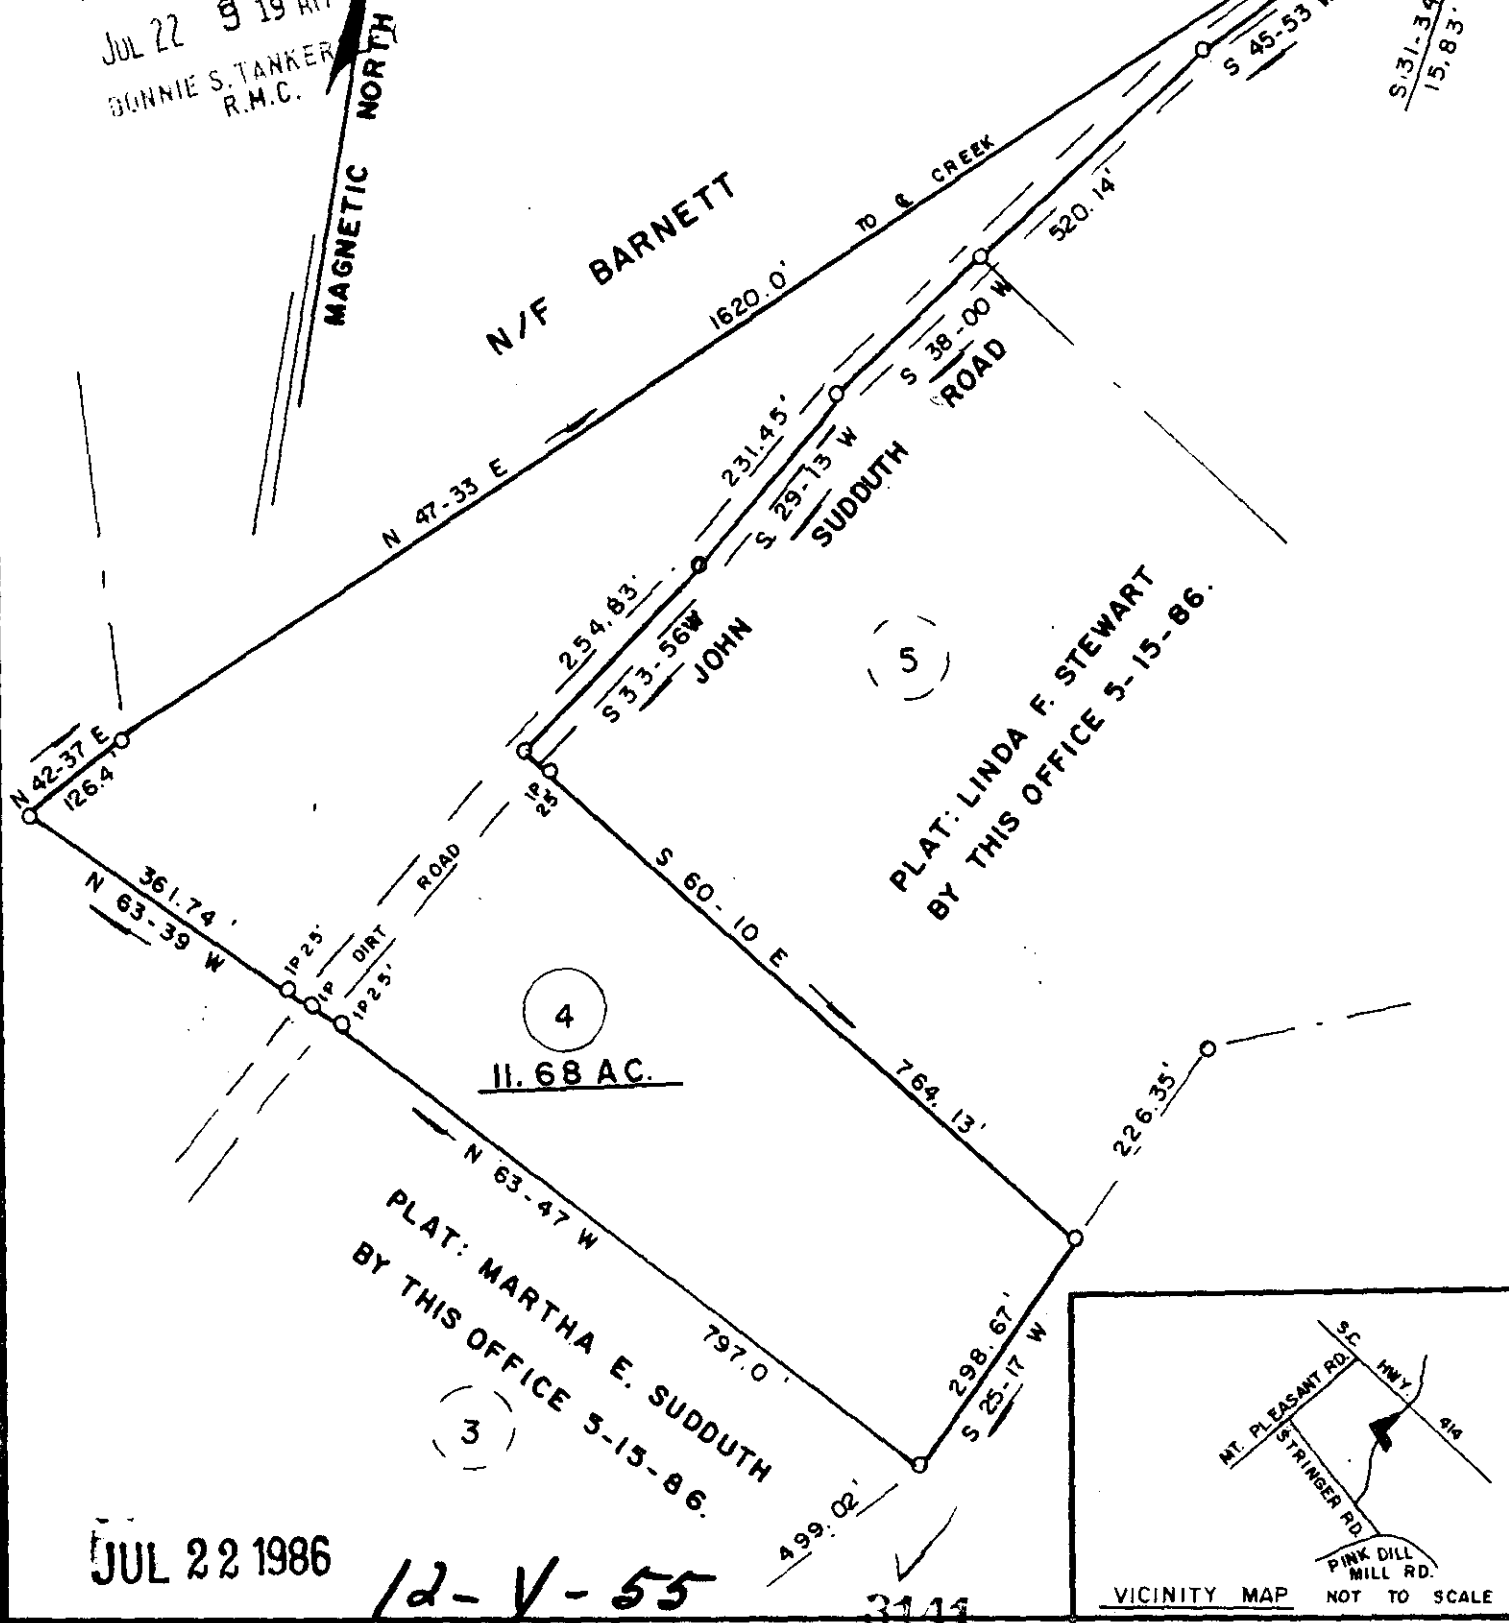 JUL 22 9 19 AM
DONNIE S. TANKERSLEY
R.M.C.
MAGNETIC NORTH
S 45-53 W
S 31-34
15.83
N/F BARNETT
TO ℄ CREEK
1620.0'
N 47-33 E
520.14'
S 38-00 W
231.45'
S 29-13 W
254.83'
S 33-56 W
JOHN SUDDUTH ROAD
5
PLAT: LINDA F. STEWART
BY THIS OFFICE 5-15-86.
N 42-37 E
126.4'
IP
25'
361.74'
N 63-39 W
DIRT ROAD
IP 25'
IP
IP 25'
S 60-10 E
764.13'
4
11.68 AC.
226.35'
N 63-47 W
797.0'
PLAT: MARTHA E. SUDDUTH
BY THIS OFFICE 5-15-86.
3
298.67'
S 25-17 W
499.02'
JUL 22 1986
12-V-55
S.C. HWY. 414
MT. PLEASANT RD.
STRINGER RD.
PINK DILL
MILL RD.
VICINITY MAP NOT TO SCALE